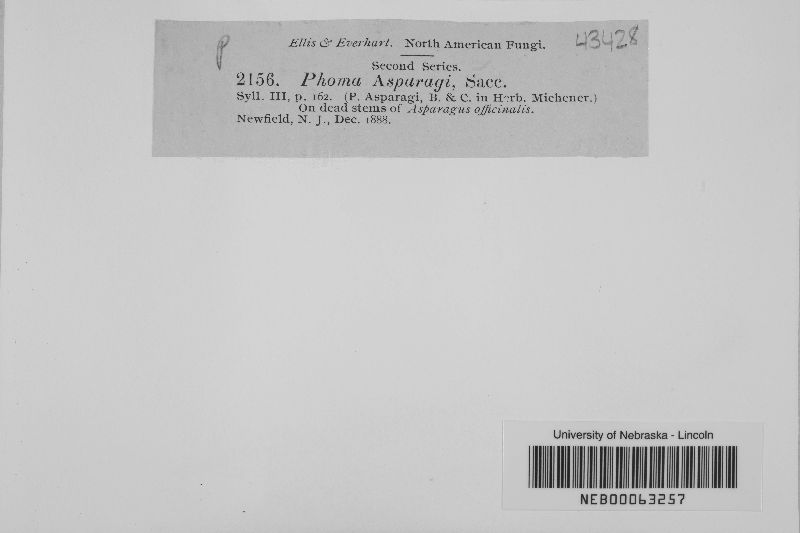 P
Ellis & Everhart. North American Fungi. 43428
Second Series.
2156. Phoma Asparagi, Sacc.
Syll. III, p. 162. (P. Asparagi, B. & C. in Herb. Michener.)
On dead stems of Asparagus officinalis.
Newfield, N. J., Dec. 1888.
University of Nebraska - Lincoln
NEB00063257